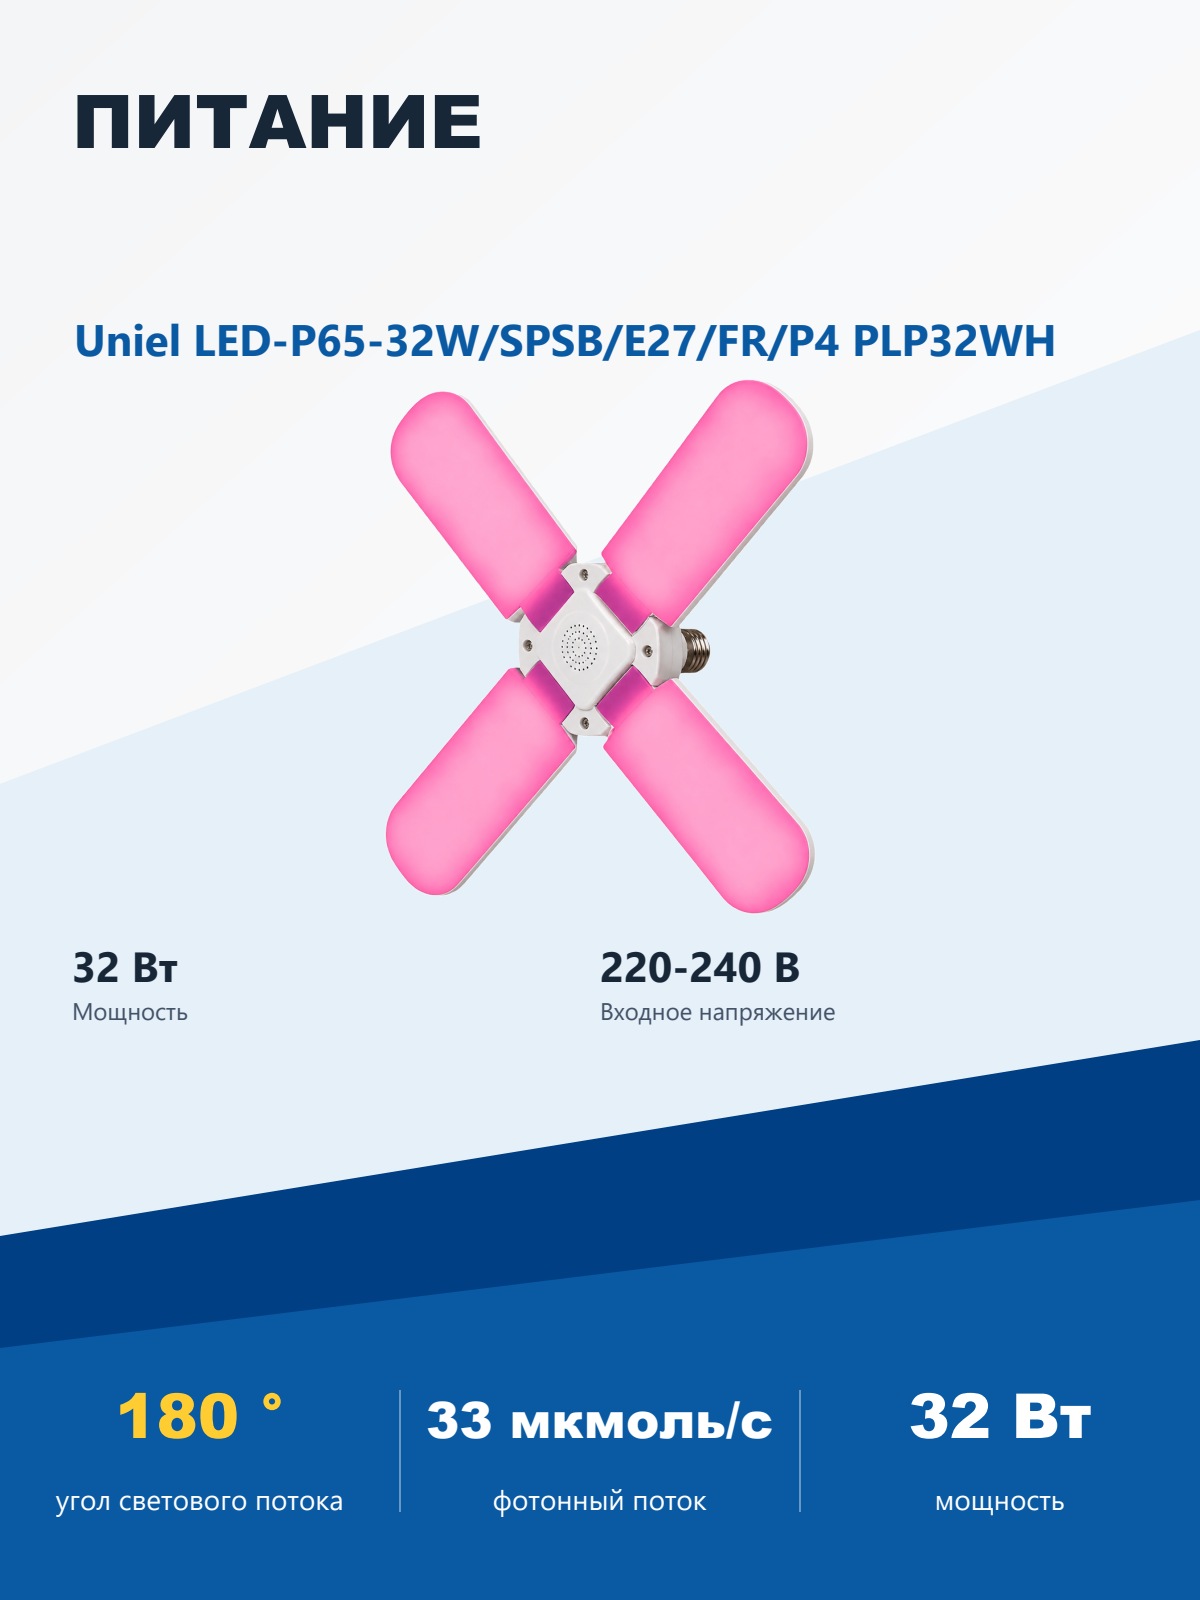 ПИТАНИЕ
Uniel LED-P65-32W/SPSB/E27/FR/P4 PLP32WH
32 Вт
Мощность
220-240 В
Входное напряжение
180 °
угол светового потока
33 мкмоль/с
фотонный поток
32 Вт
мощность